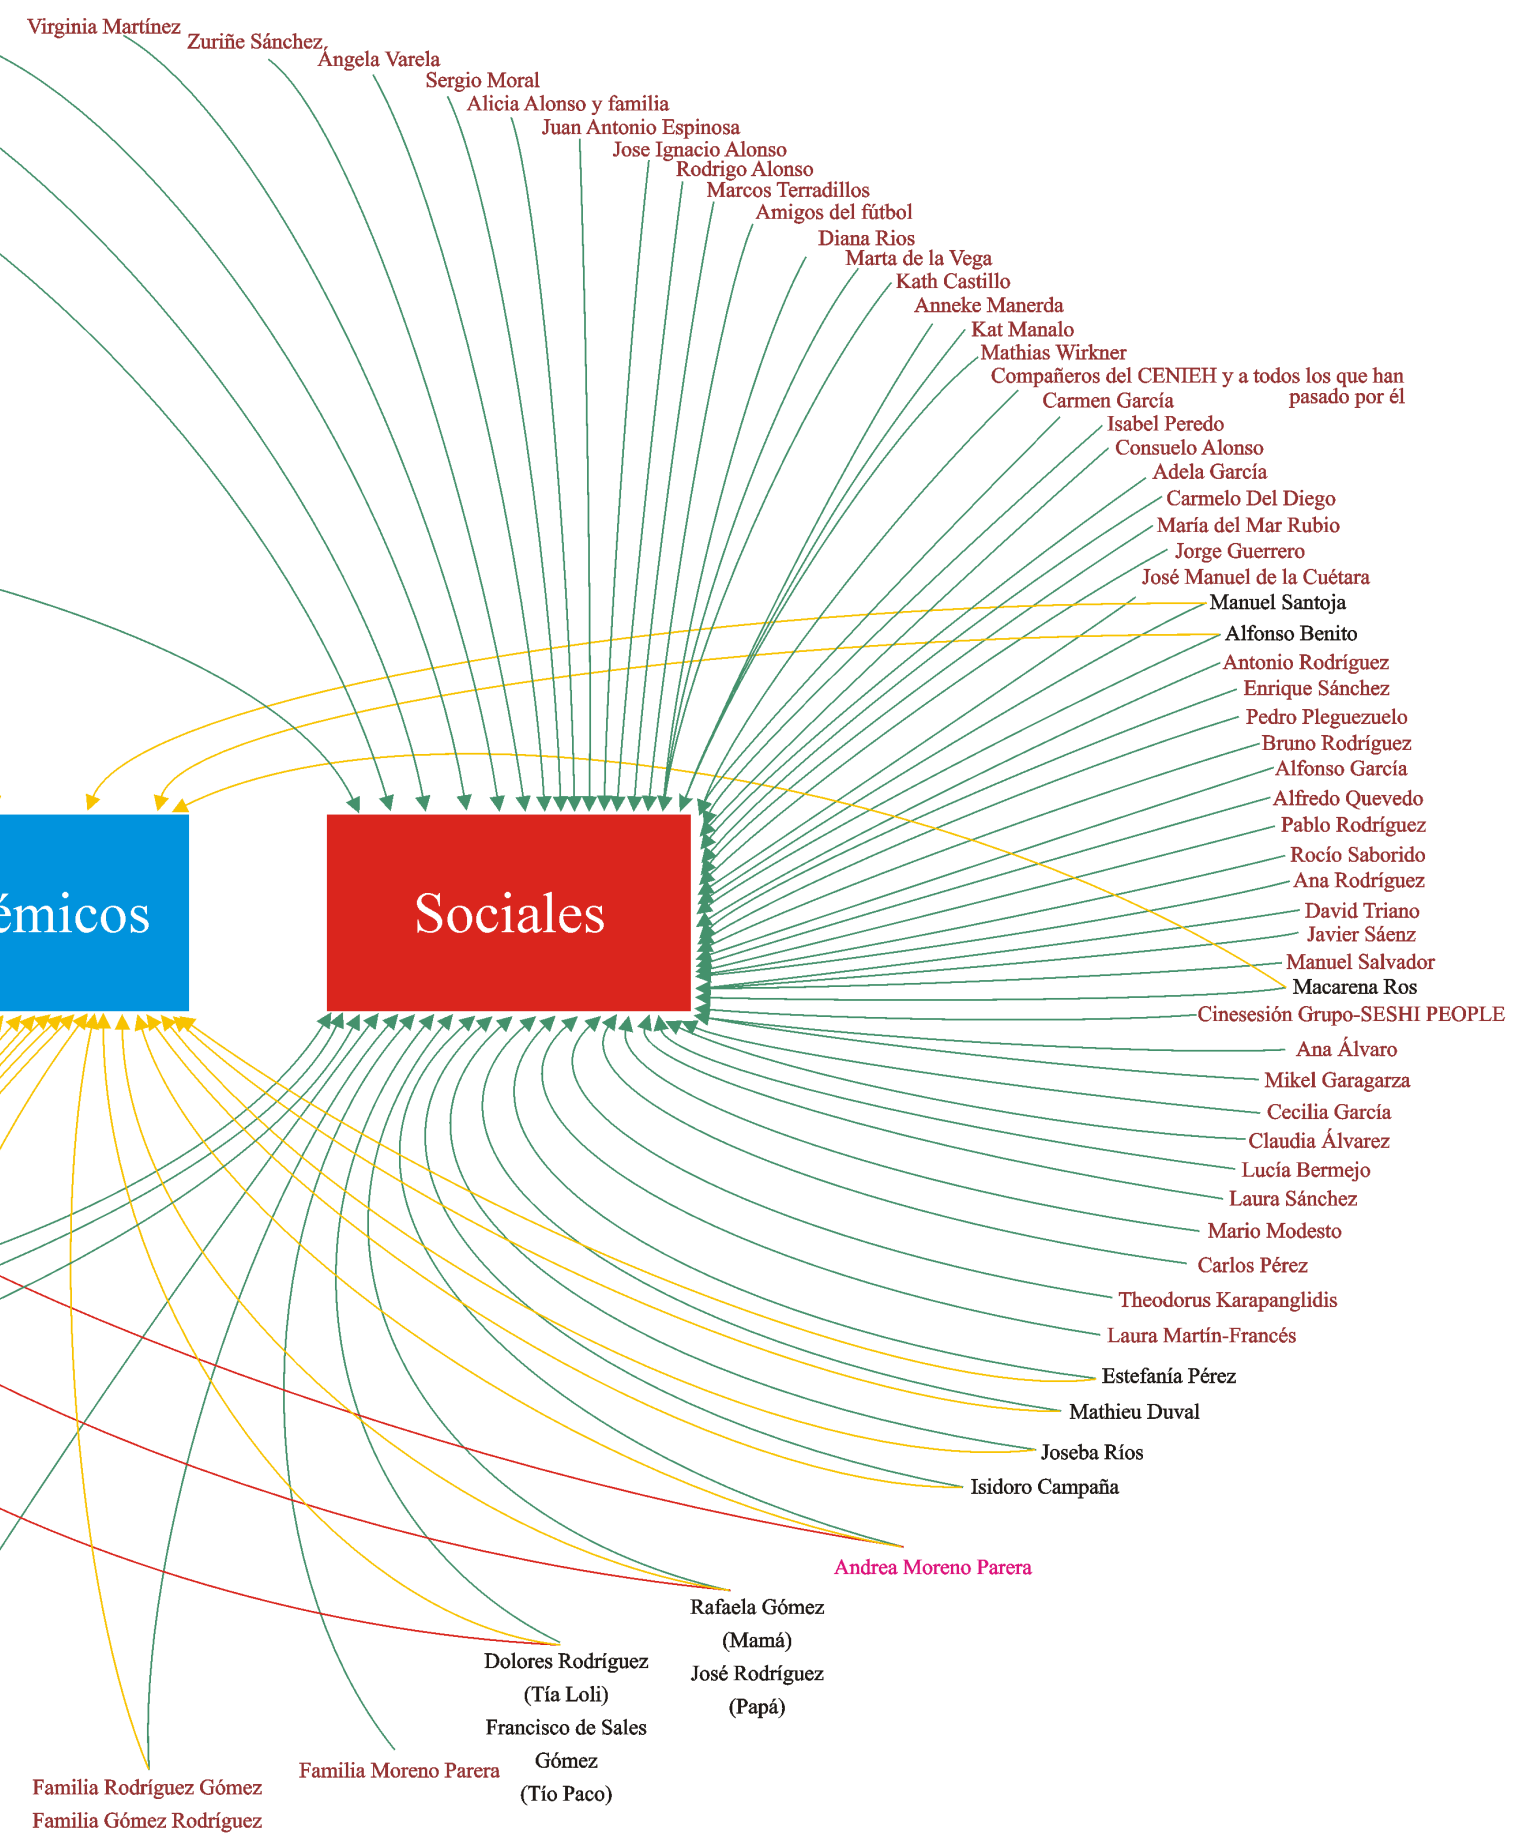 Virginia Martínez
Zuriñe Sánchez
Ángela Varela
Sergio Moral
Alicia Alonso y familia
Juan Antonio Espinosa
Jose Ignacio Alonso
Rodrigo Alonso
Marcos Terradillos
Amigos del fútbol
Diana Rios
Marta de la Vega
Kath Castillo
Anneke Manerda
Kat Manalo
Mathias Wirkner
Compañeros del CENIEH y a todos los que han
pasado por él
Carmen García
Isabel Peredo
Consuelo Alonso
Adela García
Carmelo Del Diego
María del Mar Rubio
Jorge Guerrero
José Manuel de la Cuétara
Manuel Santoja
Alfonso Benito
Antonio Rodríguez
Enrique Sánchez
Pedro Pleguezuelo
Bruno Rodríguez
Alfonso García
Alfredo Quevedo
Pablo Rodríguez
Rocío Saborido
Ana Rodríguez
émicos
Sociales
David Triano
Javier Sáenz
Manuel Salvador
Macarena Ros
Cinesesión Grupo-SESHI PEOPLE
Ana Álvaro
Mikel Garagarza
Cecilia García
Claudia Álvarez
Lucía Bermejo
Laura Sánchez
Mario Modesto
Carlos Pérez
Theodorus Karapanglidis
Laura Martín-Francés
Estefanía Pérez
Mathieu Duval
Joseba Ríos
Isidoro Campaña
Andrea Moreno Parera
Rafaela Gómez
(Mamá)
José Rodríguez
(Papá)
Dolores Rodríguez
(Tía Loli)
Francisco de Sales
Gómez
(Tío Paco)
Familia Moreno Parera
Familia Rodríguez Gómez
Familia Gómez Rodríguez